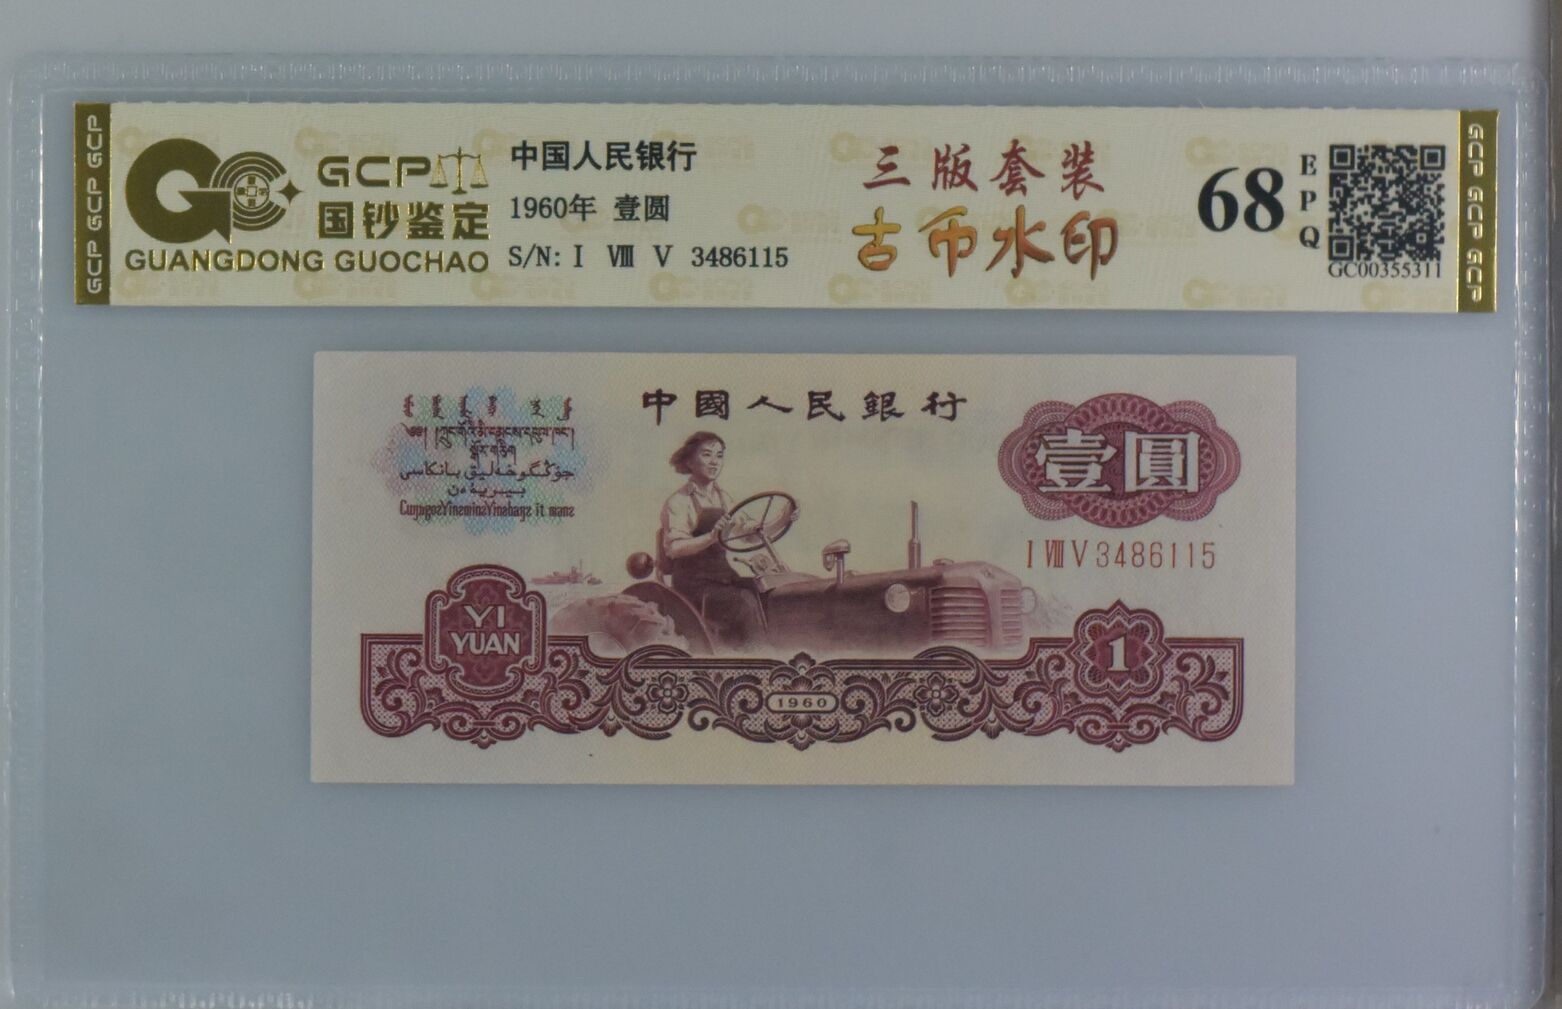 GCP GCP GCP
GCP
国钞鉴定
GUANGDONG GUOCHAO
中国人民银行
1960年 壹圆
S/N: I Ⅷ V 3486115
三版套装
古币水印
68
EPQ
GC00355311
GCP GCP GCP
中國人民銀行
壹圓
I Ⅷ V 3486115
YI
YUAN
1960
1